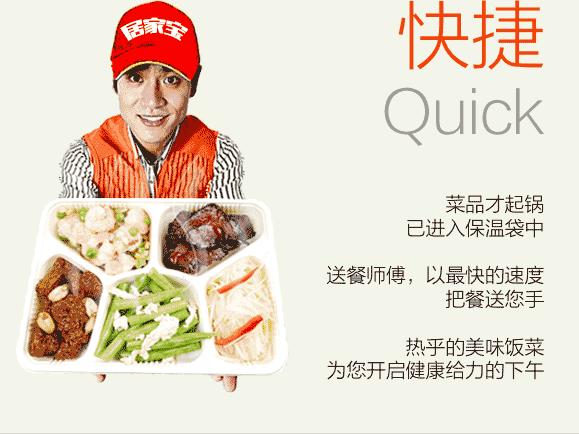 居家宝
快捷
Quick
菜品才起锅
已进入保温袋中
送餐师傅，以最快的速度
把餐送您手
热乎的美味饭菜
为您开启健康给力的下午